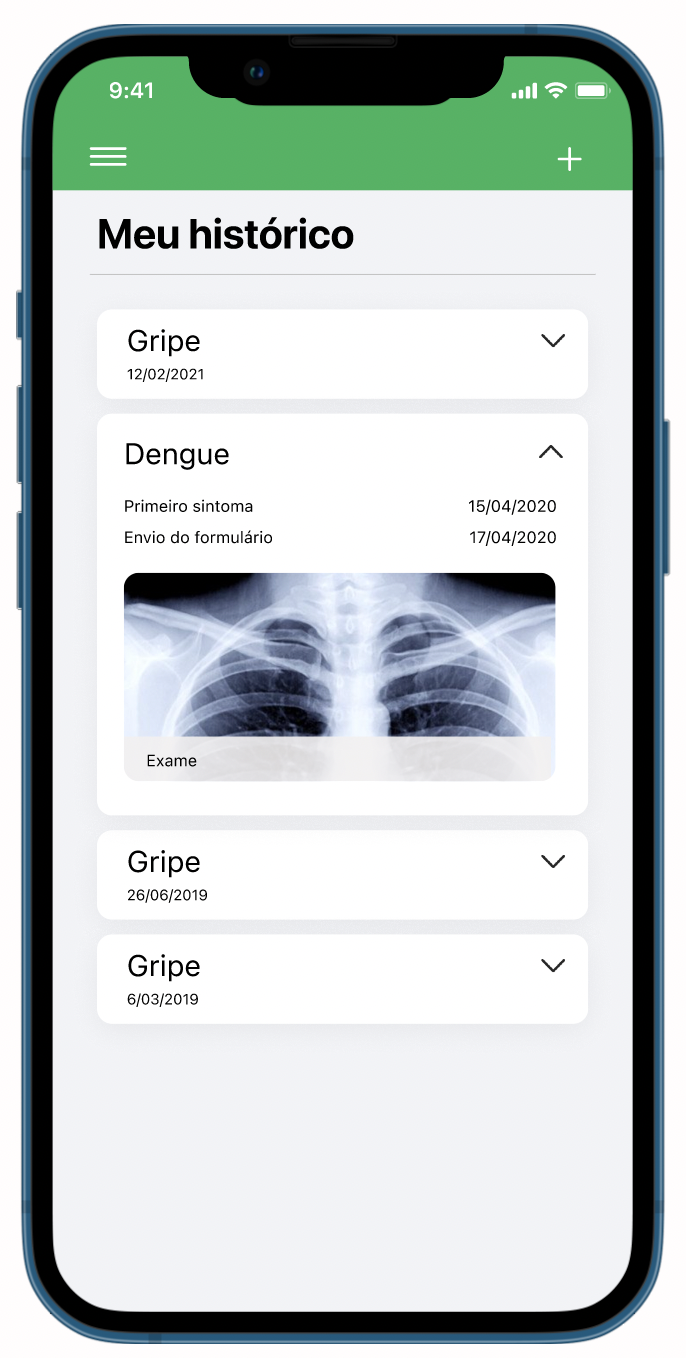 9:41
Meu histórico
Gripe
12/02/2021
Dengue
Primeiro sintoma 15/04/2020
Envio do formulário 17/04/2020
Exame
Gripe
26/06/2019
Gripe
6/03/2019